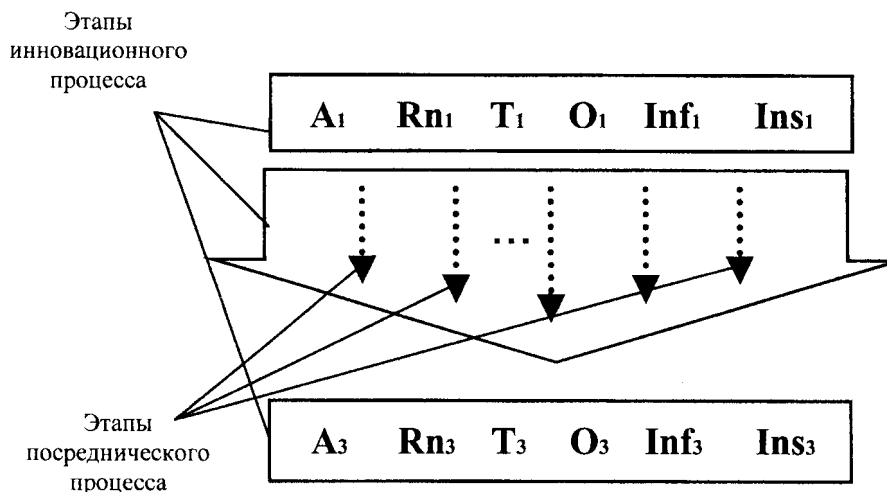 Этапы
инновационного
процесса
A₁ Rn₁ T₁ O₁ Inf₁ Ins₁
...
Этапы
посреднического
процесса
A₃ Rn₃ T₃ O₃ Inf₃ Ins₃